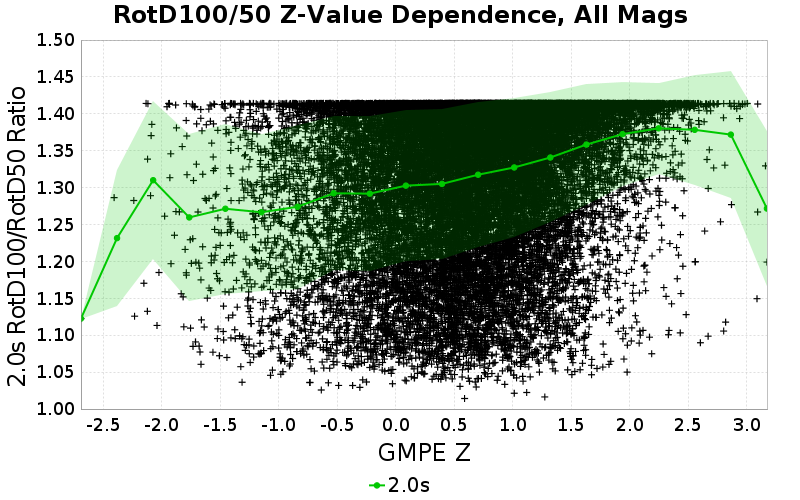 RotD100/50 Z-Value Dependence, All Mags
1.50
1.45
1.40
1.35
1.30
1.25
1.20
1.15
1.10
1.05
1.00
2.0s RotD100/RotD50 Ratio
-2.5 -2.0 -1.5 -1.0 -0.5 0.0 0.5 1.0 1.5 2.0 2.5 3.0
GMPE Z
2.0s